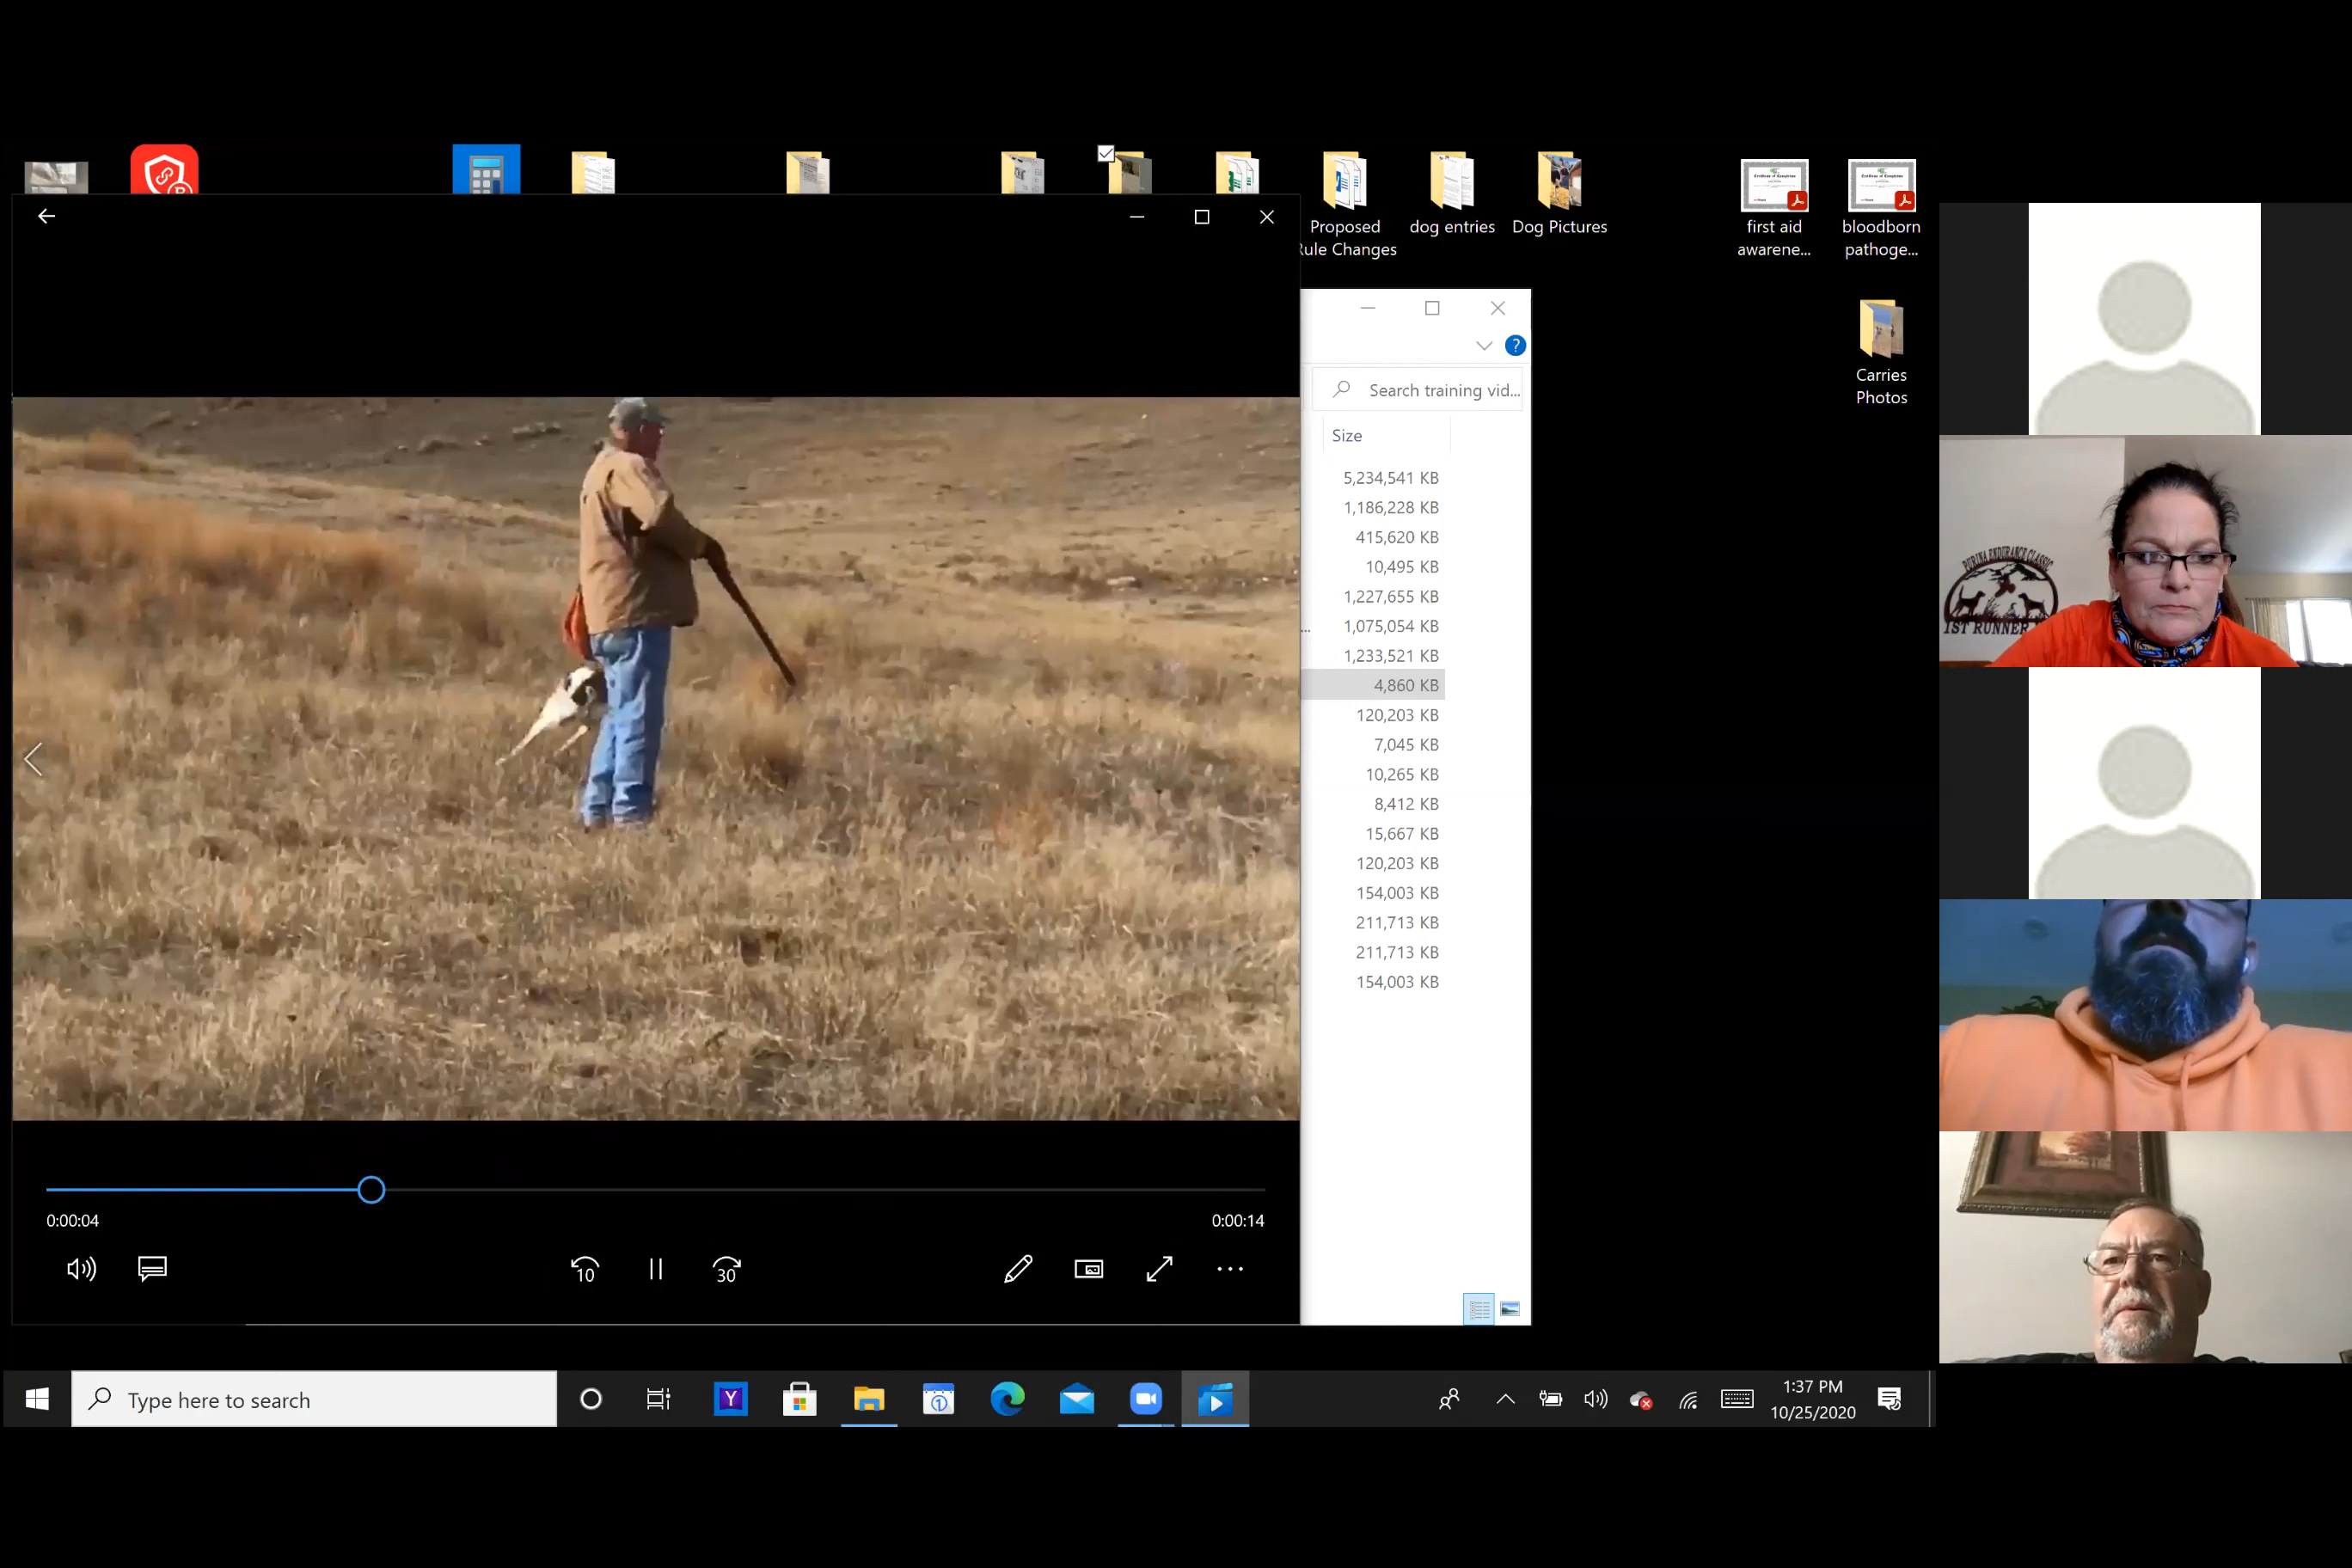 Proposed
Rule Changes
dog entries
Dog Pictures
first aid
awarene...
bloodborn
pathoge...
Carries
Photos
?
Search training vid...
Size
5,234,541 KB
1,186,228 KB
415,620 KB
10,495 KB
1,227,655 KB
... 1,075,054 KB
1,233,521 KB
4,860 KB
120,203 KB
7,045 KB
10,265 KB
8,412 KB
15,667 KB
120,203 KB
154,003 KB
211,713 KB
211,713 KB
154,003 KB
0:00:04
0:00:14
10
30
PURINA ENDURANCE CLASSIC
1ST RUNNER
Type here to search
1:37 PM
10/25/2020